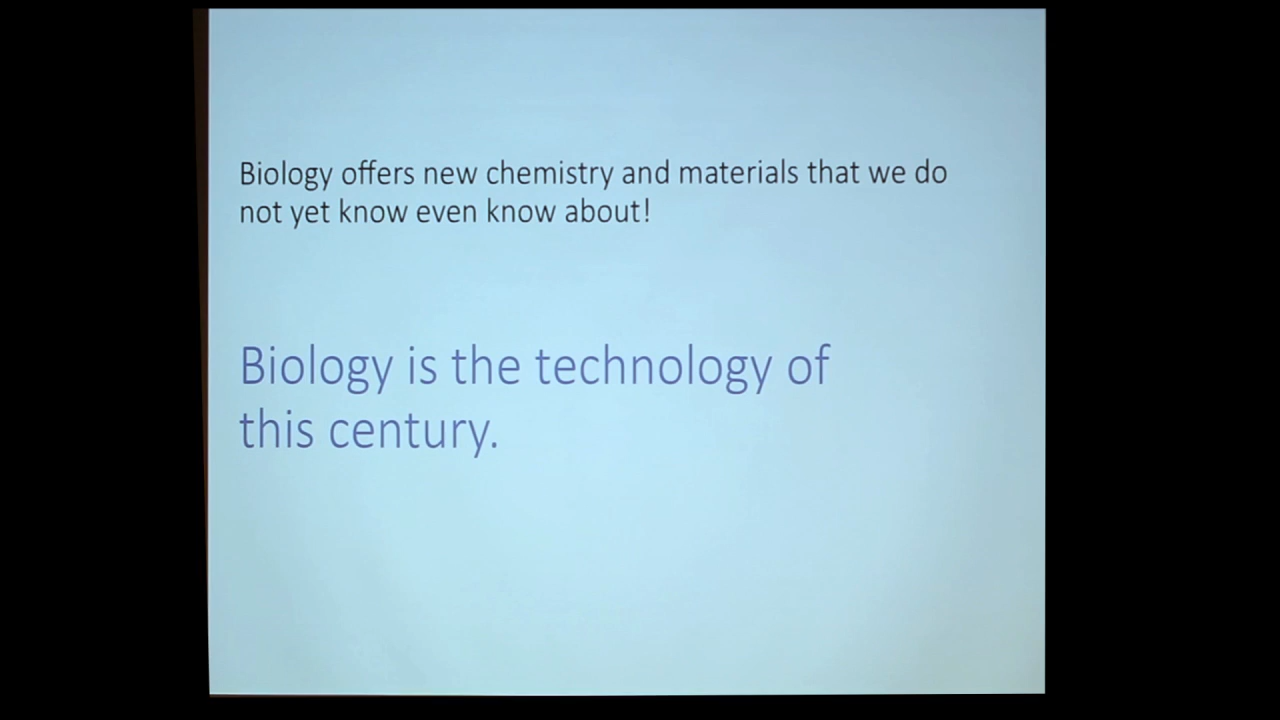 Biology offers new chemistry and materials that we do
not yet know even know about!
Biology is the technology of
this century.